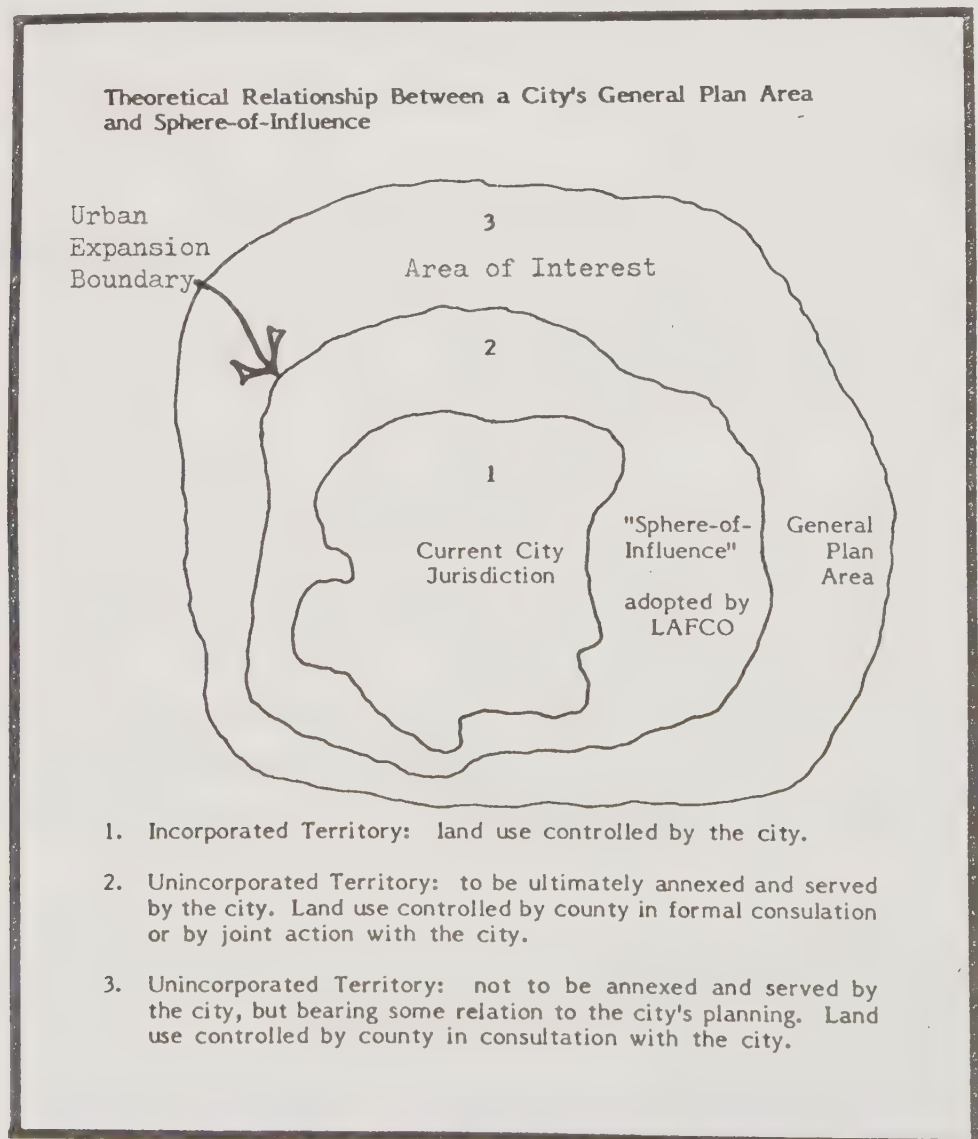 Theoretical Relationship Between a City's General Plan Area
and Sphere-of-Influence
Urban
Expansion
Boundary
3
Area of Interest
2
1
Current City
Jurisdiction
"Sphere-of-
Influence"
adopted by
LAFCO
General
Plan
Area
1. Incorporated Territory: land use controlled by the city.
2. Unincorporated Territory: to be ultimately annexed and served
by the city. Land use controlled by county in formal consulation
or by joint action with the city.
3. Unincorporated Territory: not to be annexed and served by
the city, but bearing some relation to the city's planning. Land
use controlled by county in consultation with the city.